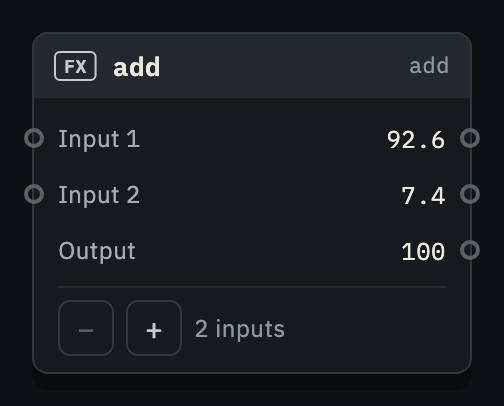 FX add add
Input 1 92.6
Input 2 7.4
Output 100
− + 2 inputs